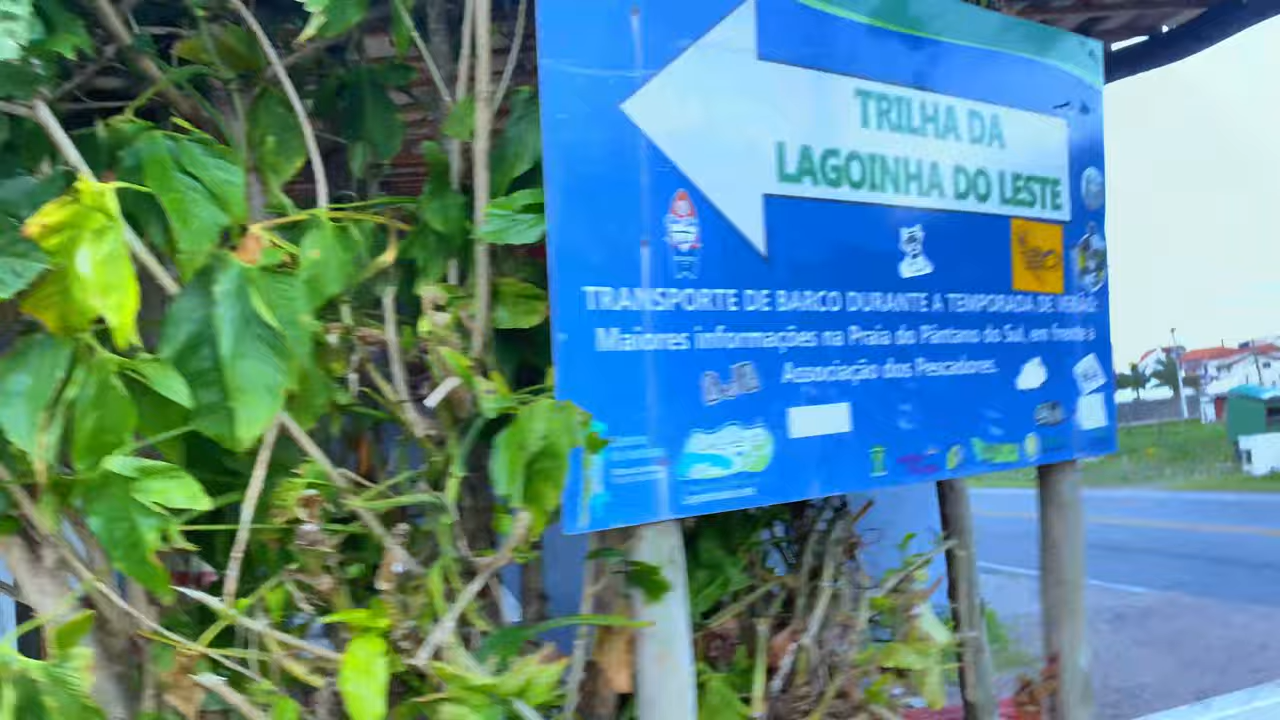 TRILHA DA
LAGOINHA DO LESTE
TRANSPORTE DE BARCO DURANTE A TEMPORADA DE VERÃO:
Maiores informações na Praia do Pântano do Sul, em frente a
Associação dos Pescadores.